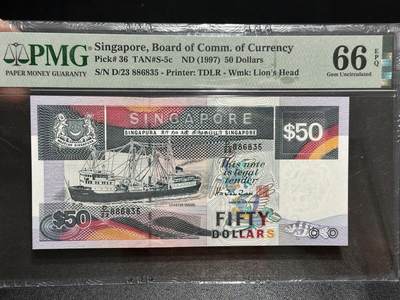 PMG
PAPER MONEY GUARANTY
Singapore, Board of Comm. of Currency
Pick# 36 TAN#S-5c ND (1997) 50 Dollars
S/N D/23 886835 - Printer: TDLR - Wmk: Lion's Head
66 EPQ
Gem Uncirculated
SINGAPORE
SINGAPURA
$50
D/23 886835
This note
is legal
tender
D/23 886835
$50
FIFTY
DOLLARS